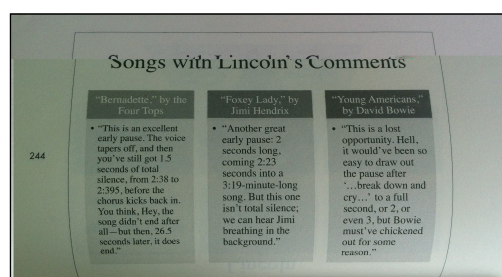 Songs with Lincoln's Comments
"Bernadette," by the
Four Tops
• "This is an excellent
early pause. The voice
tapers off, and then
you've still got 1.5
seconds of total
silence, from 2:38 to
2:395, before the
chorus kicks back in.
You think, Hey, the
song didn't end after
all—but then, 26.5
seconds later, it does
end."
"Foxey Lady," by
Jimi Hendrix
• "Another great
early pause: 2
seconds long,
coming 2:23
seconds into a
3:19-minute-long
song. But this one
isn't total silence;
we can hear Jimi
breathing in the
background."
"Young Americans,"
by David Bowie
• "This is a lost
opportunity. Hell,
it would've been so
easy to draw out
the pause after
'...break down and
cry...' to a full
second, or 2, or
even 3, but Bowie
must've chickened
out for some
reason."
244